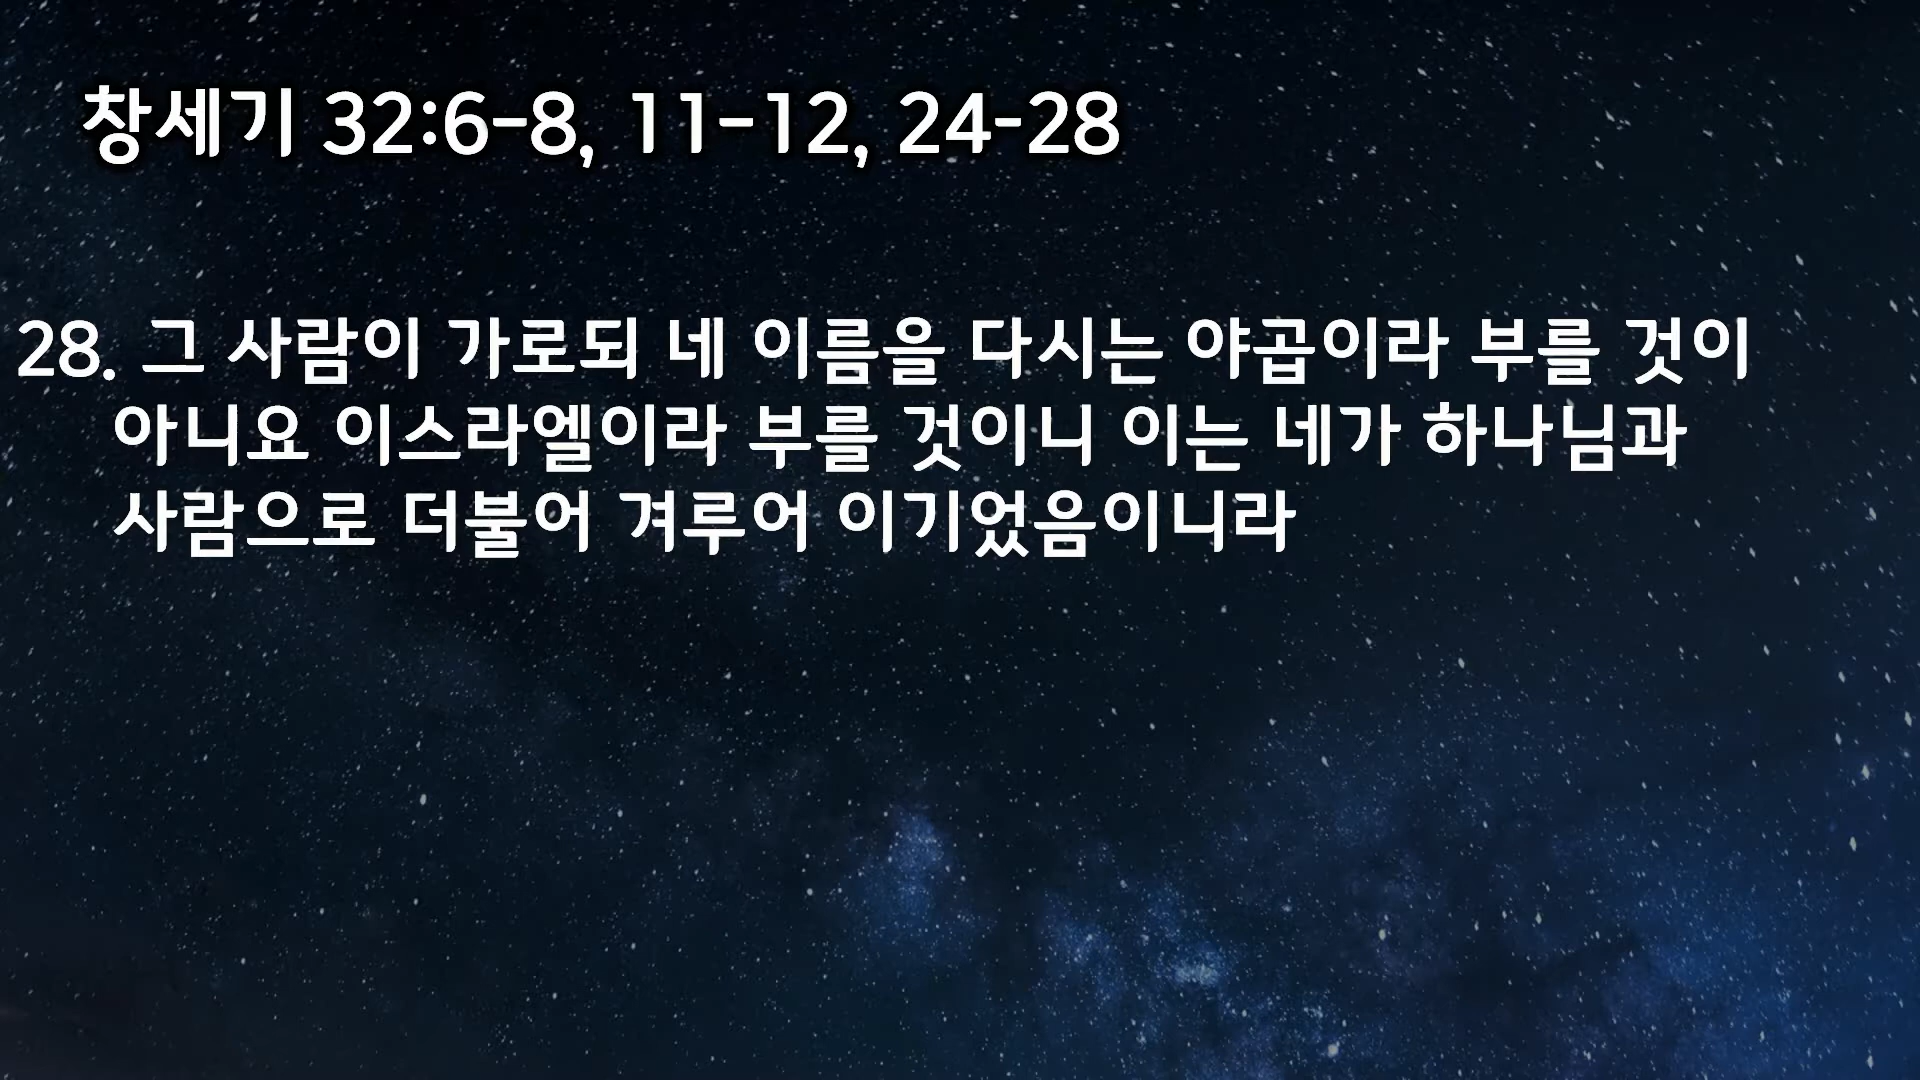 창세기 32:6-8, 11-12, 24-28
28. 그 사람이 가로되 네 이름을 다시는 야곱이라 부를 것이
아니요 이스라엘이라 부를 것이니 이는 네가 하나님과
사람으로 더불어 겨루어 이기었음이니라